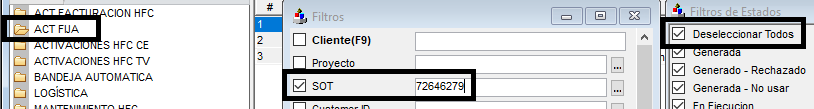 ACT FACTURACION HFC
ACT FIJA
ACTIVACIONES HFC CE
ACTIVACIONES HFC TV
BANDEJA AUTOMATICA
LOGÍSTICA
MANTENIMIENTO HFC
#
1
2
3
Filtros
Cliente(F9)
Proyecto
...
SOT
72646279
...
Customer ID
Filtros de Estados
Deseleccionar Todos
Generada
Generado - Rechazado
Generada - No usar
En Ejecucion